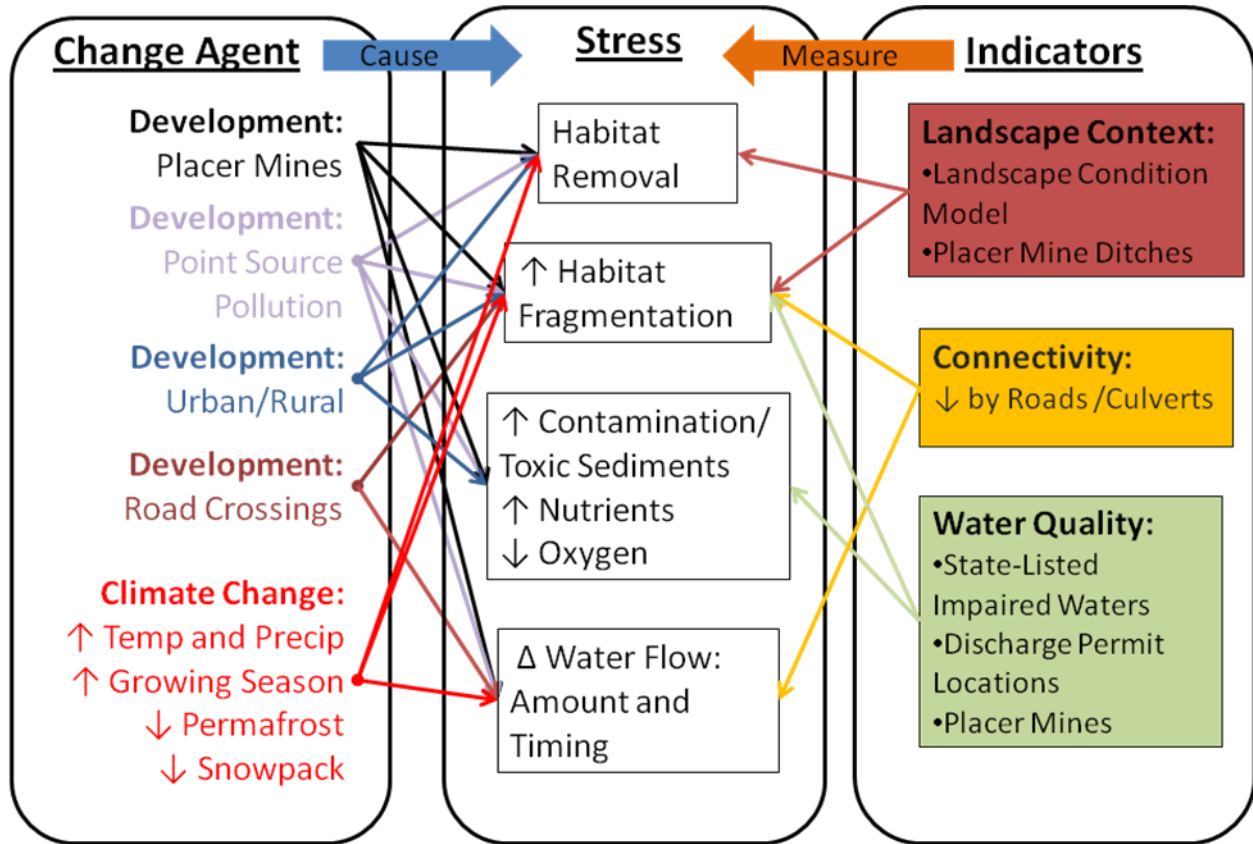 Change Agent
Cause
Stress
Measure
Indicators
Development:
Placer Mines
Development:
Point Source
Pollution
Development:
Urban/Rural
Development:
Road Crossings
Climate Change:
↑ Temp and Precip
↑ Growing Season
↓ Permafrost
↓ Snowpack
Habitat
Removal
↑ Habitat
Fragmentation
↑ Contamination/
Toxic Sediments
↑ Nutrients
↓ Oxygen
Δ Water Flow:
Amount and
Timing
Landscape Context:
•Landscape Condition
Model
•Placer Mine Ditches
Connectivity:
↓ by Roads /Culverts
Water Quality:
•State-Listed
Impaired Waters
•Discharge Permit
Locations
•Placer Mines